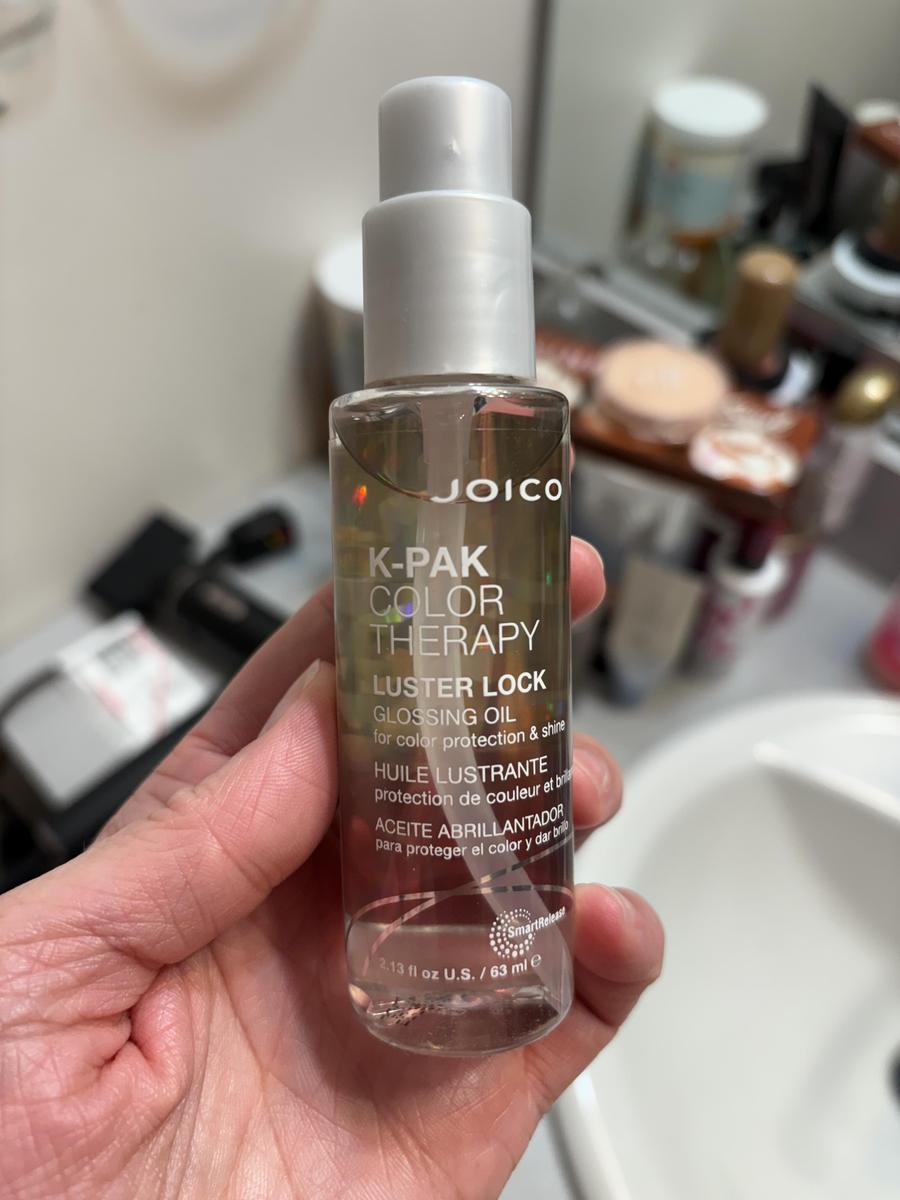 JOICO
K-PAK
COLOR
THERAPY
LUSTER LOCK
GLOSSING OIL
for color protection & shine
HUILE LUSTRANTE
protection de couleur et
ACEITE ABRILLANTADOR
para proteger el color y dar brillo
SmartRelease
2.13 fl oz U.S. / 63 ml ℮